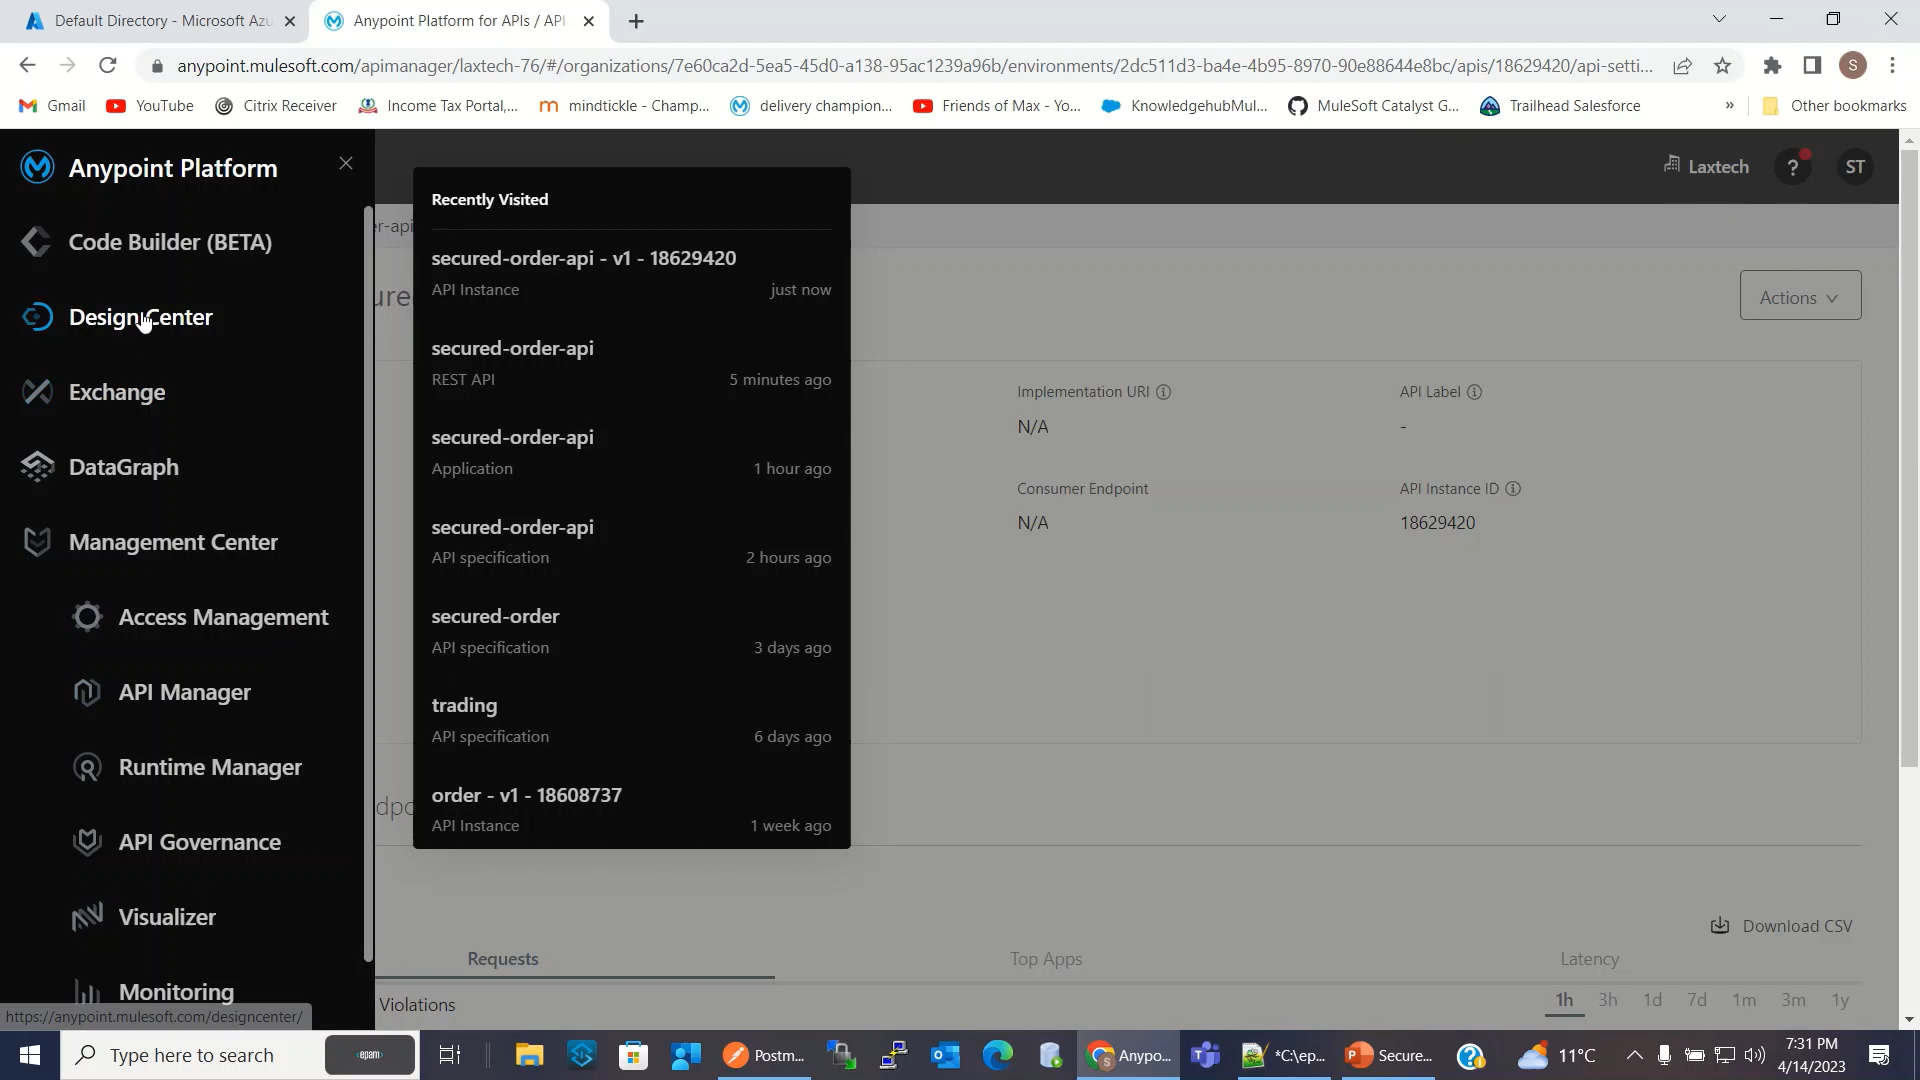 Default Directory - Microsoft Azu
Anypoint Platform for APIs / API
anypoint.mulesoft.com/apimanager/laxtech-76/#/organizations/7e60ca2d-5ea5-45d0-a138-95ac1239a96b/environments/2dc511d3-ba4e-4b95-8970-90e88644e8bc/apis/18629420/api-setti...
S
Gmail
YouTube
Citrix Receiver
Income Tax Portal,...
mindtickle - Champ...
delivery champion...
Friends of Max - Yo...
KnowledgehubMul...
MuleSoft Catalyst G...
Trailhead Salesforce
»
Other bookmarks
Anypoint Platform
Code Builder (BETA)
Design Center
Exchange
DataGraph
Management Center
Access Management
API Manager
Runtime Manager
API Governance
Visualizer
Monitoring
https://anypoint.mulesoft.com/designcenter/
Recently Visited
secured-order-api - v1 - 18629420
API Instance just now
secured-order-api
REST API 5 minutes ago
secured-order-api
Application 1 hour ago
secured-order-api
API specification 2 hours ago
secured-order
API specification 3 days ago
trading
API specification 6 days ago
order - v1 - 18608737
API Instance 1 week ago
Laxtech
?
ST
er-api
ure
Actions
Implementation URI
N/A
API Label
-
Consumer Endpoint
N/A
API Instance ID
18629420
dpo
Download CSV
Requests
Top Apps
Latency
Violations
1h 3h 1d 7d 1m 3m 1y
Type here to search
<epam>
Postm...
Anypo...
*C:\ep...
Secure...
11°C
7:31 PM
4/14/2023